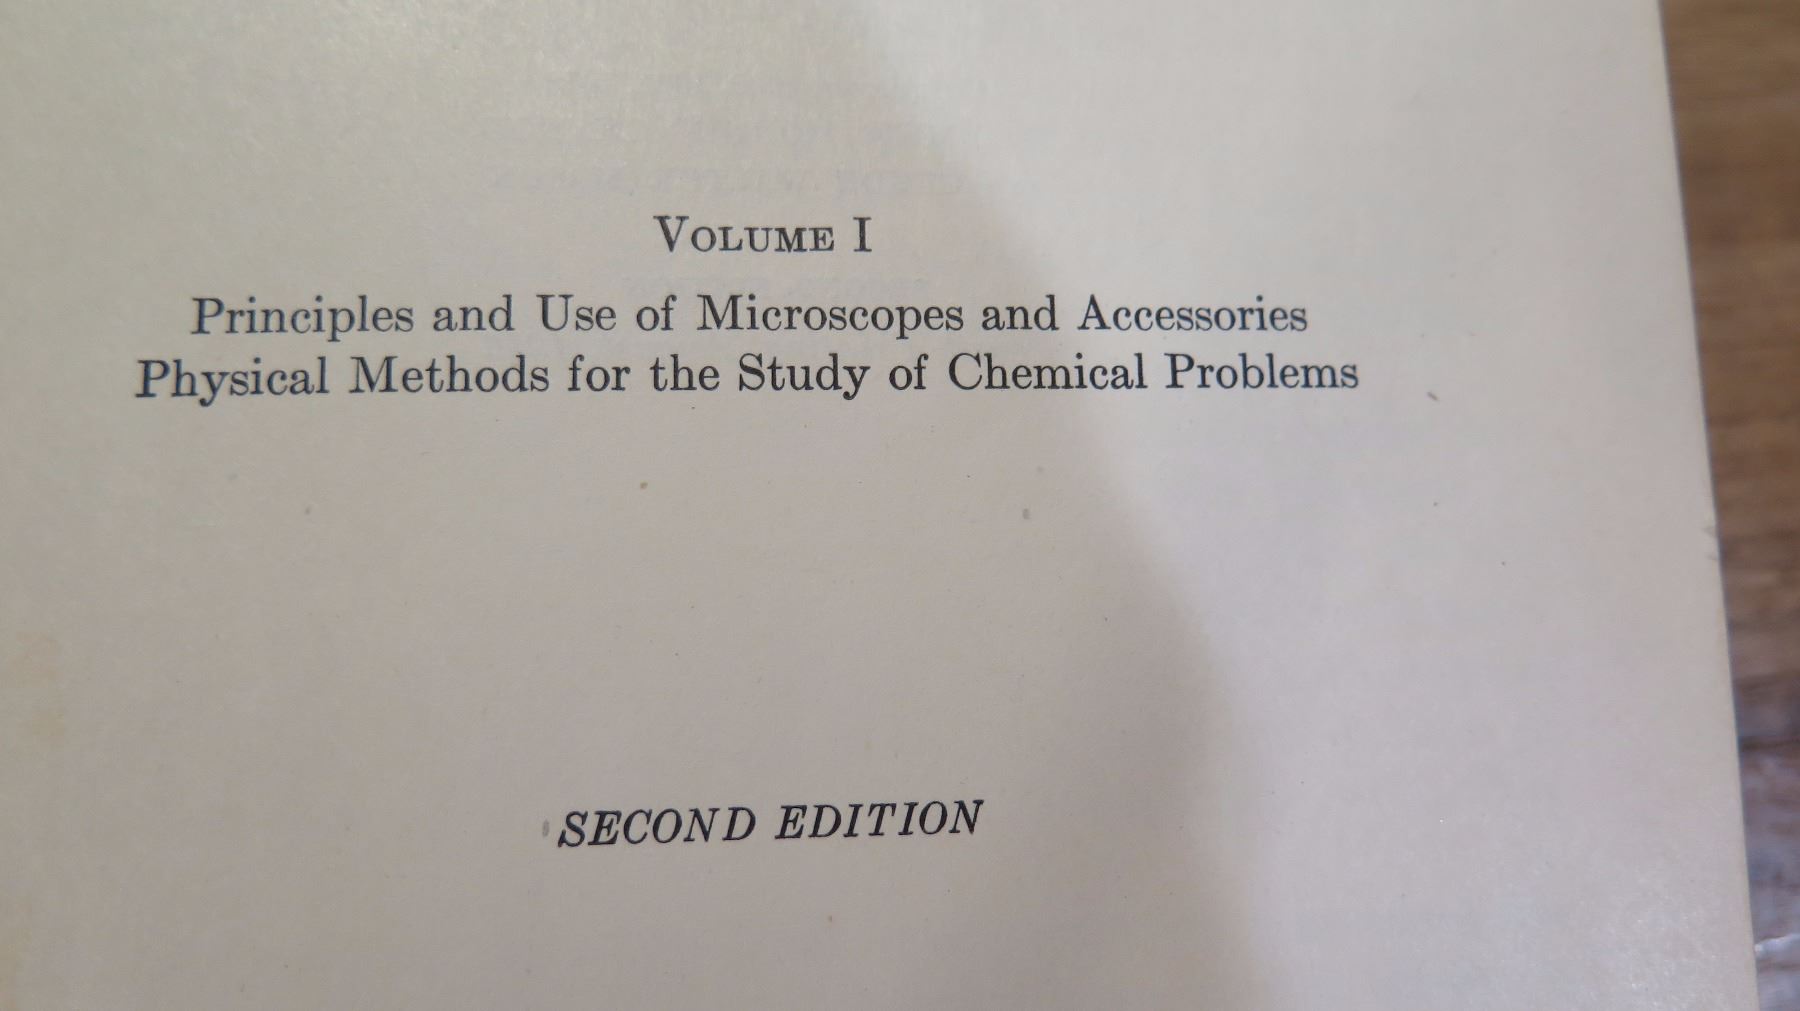 VOLUME I
Principles and Use of Microscopes and Accessories
Physical Methods for the Study of Chemical Problems
SECOND EDITION